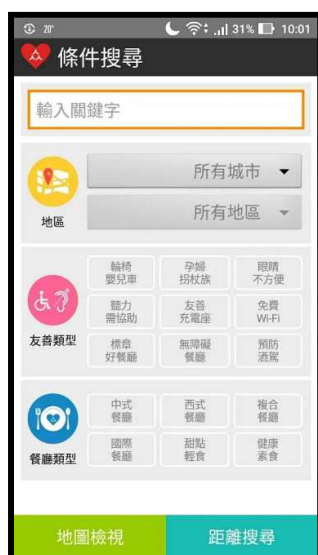 20° 31% 10:01
條件搜尋
輸入關鍵字
所有城市
所有地區
地區
輪椅
嬰兒車
孕婦
拐杖族
眼睛
不方便
聽力
需協助
友善
充電座
免費
Wi-Fi
標章
好餐廳
無障礙
餐廳
預防
酒駕
友善類型
中式
餐廳
西式
餐廳
複合
餐廳
國際
餐廳
甜點
輕食
健康
素食
餐廳類型
地圖檢視
距離搜尋